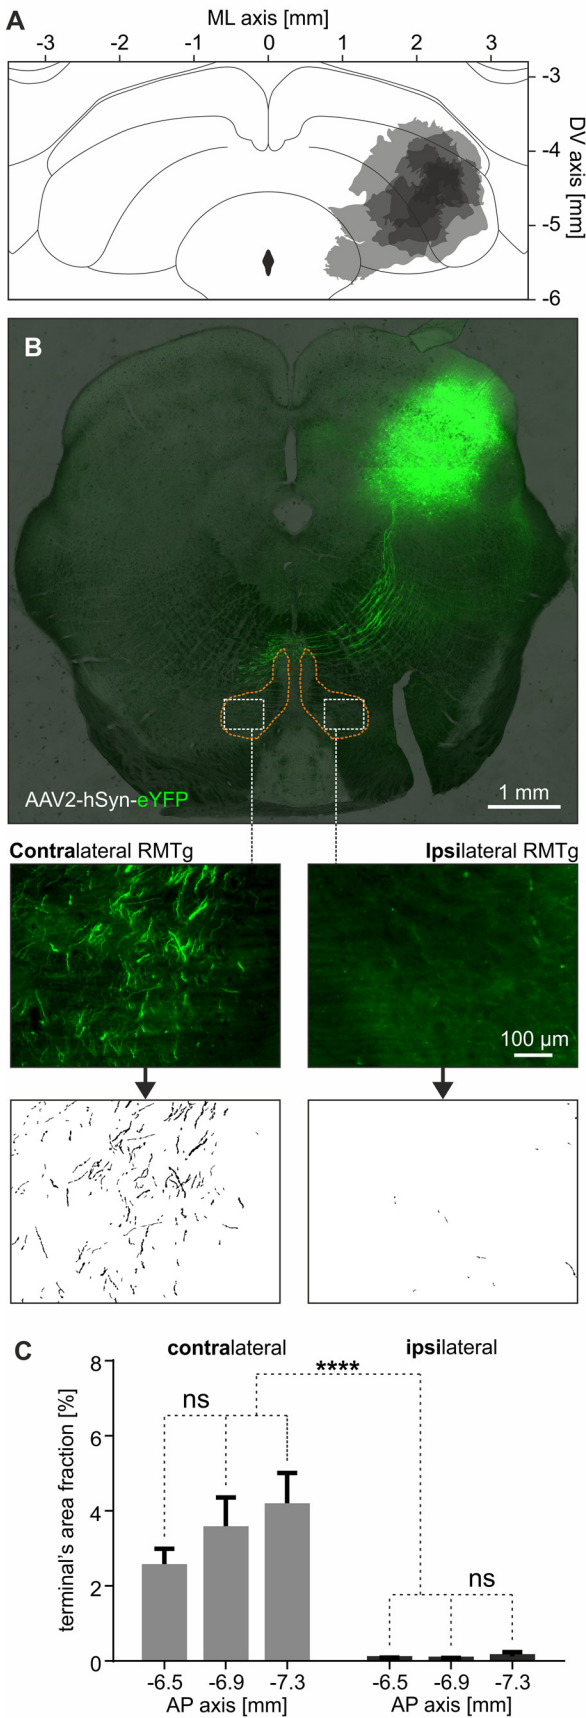 A
ML axis [mm]
-3 -2 -1 0 1 2 3
-3
-4
-5
-6
DV axis [mm]
B
AAV2-hSyn-eYFP
1 mm
Contralateral RMTg
Ipsilateral RMTg
100 µm
C
contralateral
ipsilateral
****
ns
ns
terminal's area fraction [%]
8
6
4
2
0
-6.5 -6.9 -7.3
-6.5 -6.9 -7.3
AP axis [mm]
AP axis [mm]